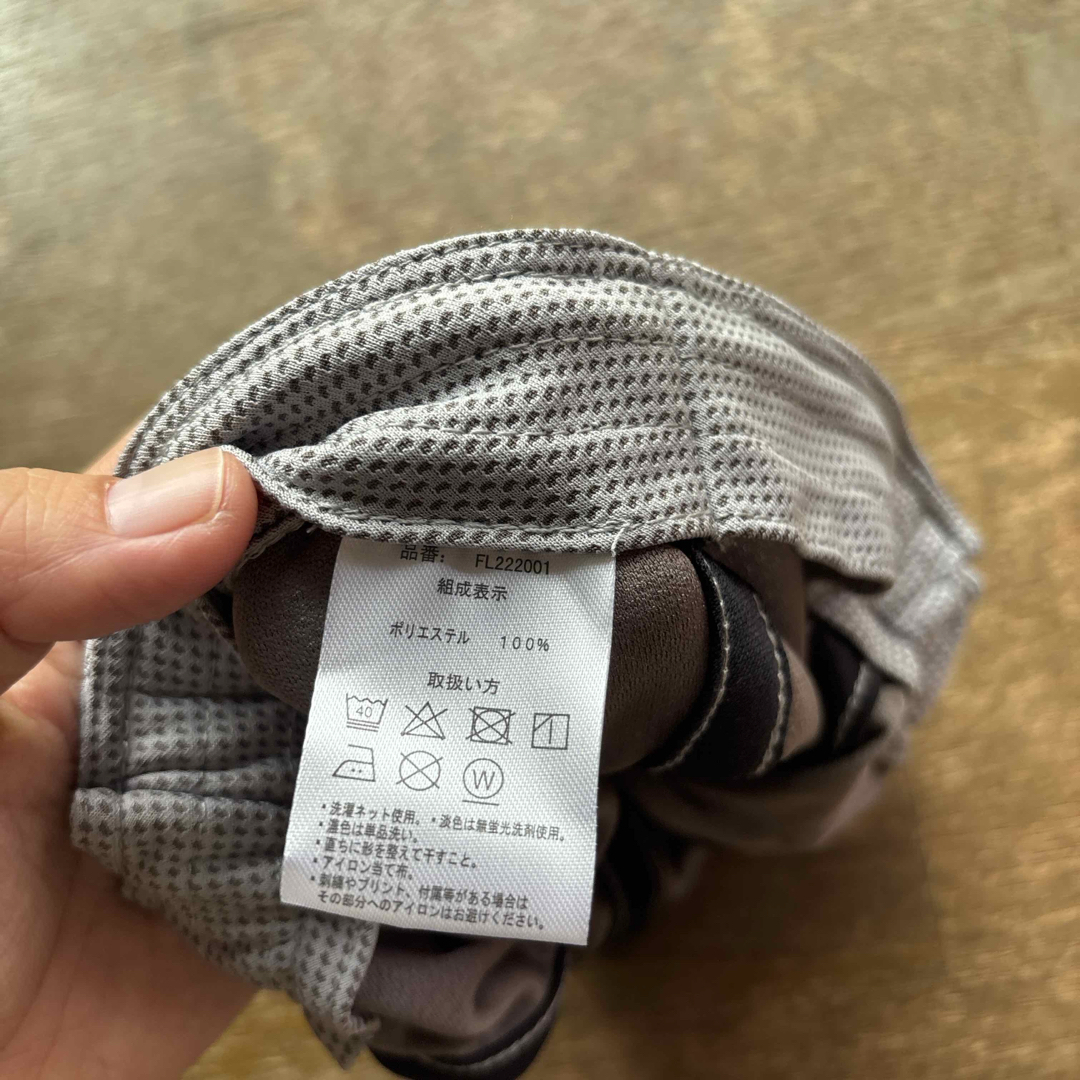 品番: FL222001
組成表示
ポリエステル 100%
取扱い方
40
W
・洗濯ネット使用。・淡色は無蛍光洗剤使用。
・濃色は単品洗い。
・直ちに形を整えて干すこと。
・アイロン当て布。
・刺繍やプリント、付属等がある場合は
その部分へのアイロンはお避けください。